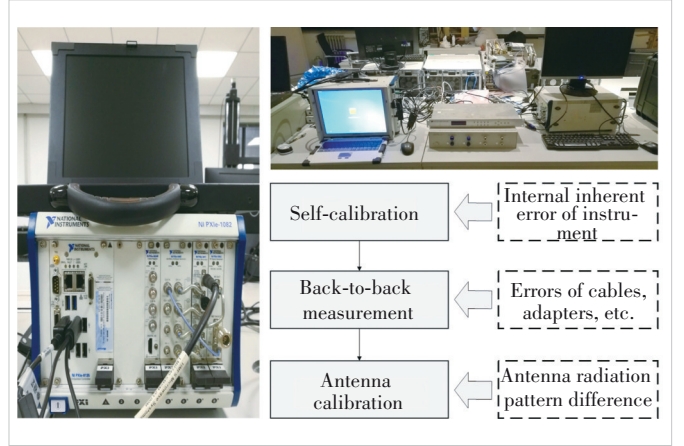 NATIONAL
INSTRUMENTS
NI PXIe-1082
Self-calibration
Internal inherent
error of instru-
ment
Back-to-back
measurement
Errors of cables,
adapters, etc.
Antenna
calibration
Antenna radiation
pattern difference